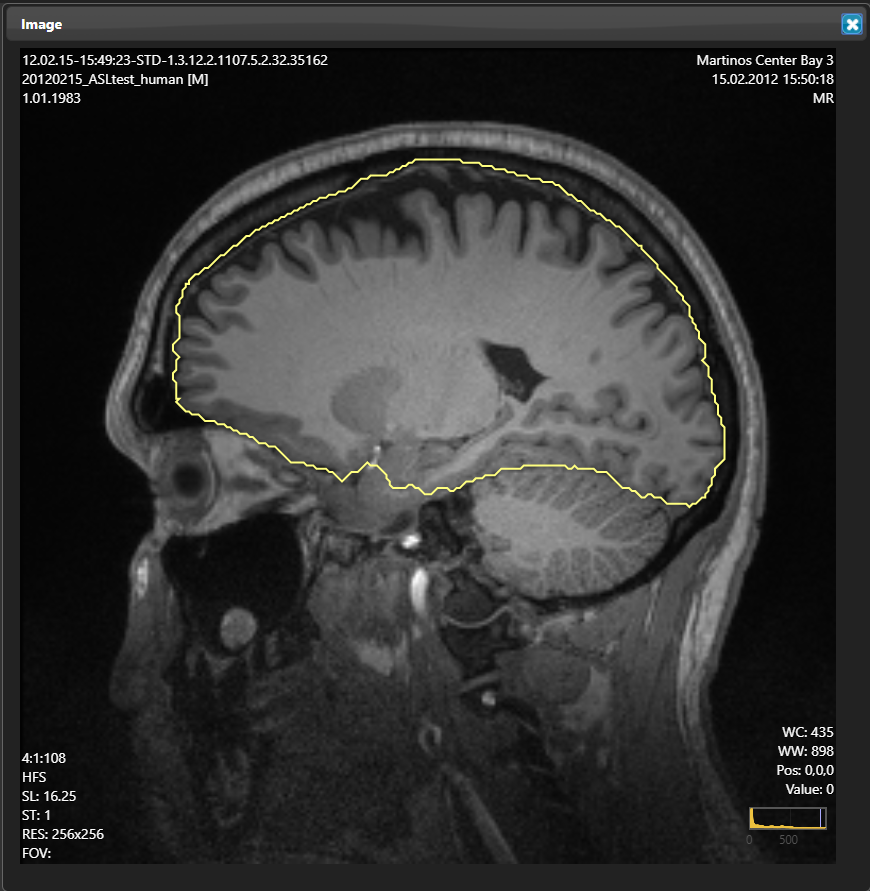 Image
12.02.15-15:49:23-STD-1.3.12.2.1107.5.2.32.35162
20120215_ASLtest_human [M]
1.01.1983
Martinos Center Bay 3
15.02.2012 15:50:18
MR
4:1:108
HFS
SL: 16.25
ST: 1
RES: 256x256
FOV:
WC: 435
WW: 898
Pos: 0,0,0
Value: 0
0 500